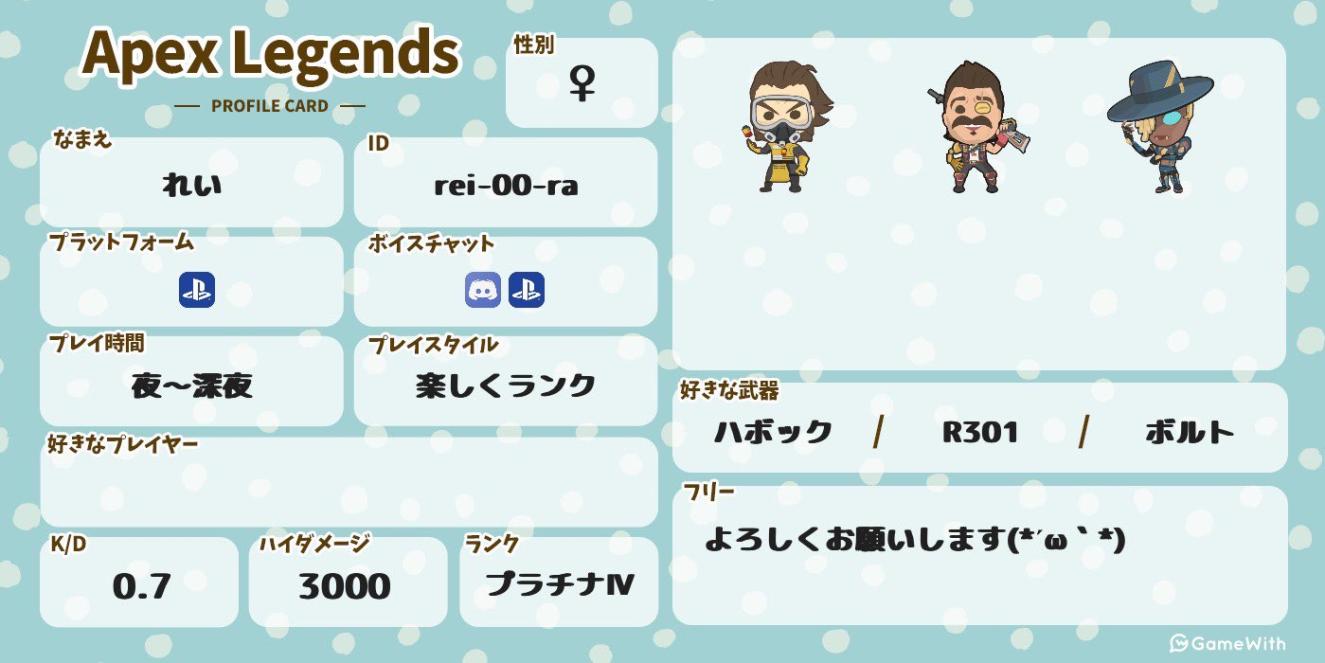 Apex Legends
PROFILE CARD
性別
♀
なまえ
れい
ID
rei-00-ra
プラットフォーム
ボイスチャット
プレイ時間
夜〜深夜
プレイスタイル
楽しくランク
好きなプレイヤー
K/D
0.7
ハイダメージ
3000
ランク
プラチナⅣ
好きな武器
ハボック / R301 / ボルト
フリー
よろしくお願いします(*´ω｀*)
GameWith